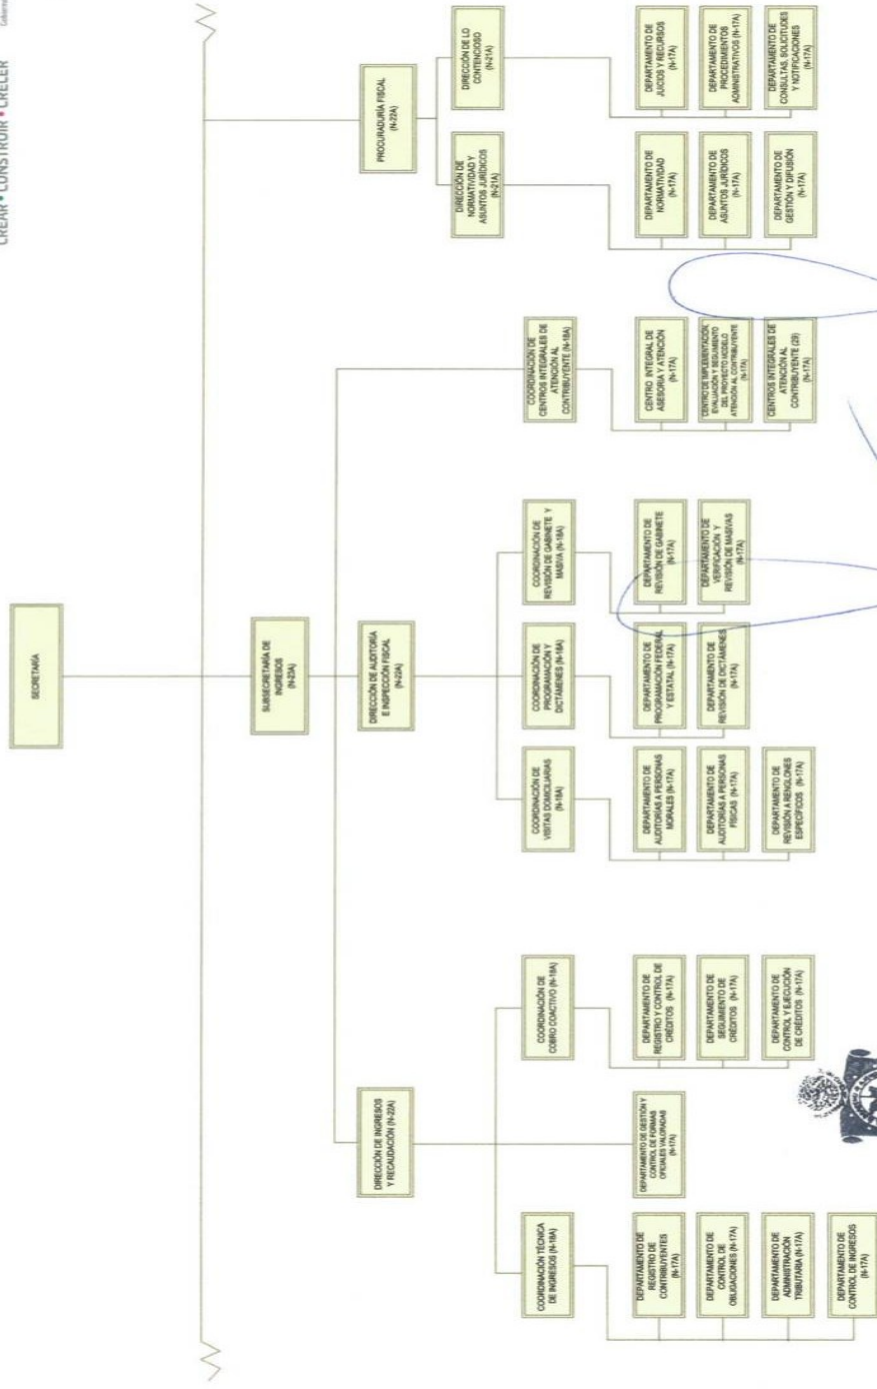 CREAR • CONSTRUIR • CRECER
SECRETARÍA
SUBSECRETARÍA DE
INGRESOS
(N-23A)
PROCURADURÍA FISCAL
(N-22A)
DIRECCIÓN DE INGRESOS
Y RECAUDACIÓN (N-22A)
DIRECCIÓN DE AUDITORÍA
E INSPECCIÓN FISCAL
(N-22A)
DIRECCIÓN DE
NORMATIVIDAD Y
ASUNTOS JURÍDICOS
(N-21A)
DIRECCIÓN DE LO
CONTENCIOSO
(N-21A)
COORDINACIÓN TÉCNICA
DE INGRESOS (N-18A)
COORDINACIÓN DE
COBRO COACTIVO (N-18A)
COORDINACIÓN DE
VISITAS DOMICILIARIAS
(N-18A)
COORDINACIÓN DE
PROGRAMACIÓN Y
DICTÁMENES (N-18A)
COORDINACIÓN DE
REVISIÓN DE GABINETE Y
MASIVA (N-18A)
COORDINACIÓN DE
CENTROS INTEGRALES DE
ATENCIÓN AL
CONTRIBUYENTE (N-18A)
DEPARTAMENTO DE
REGISTRO DE
CONTRIBUYENTES
(N-17A)
DEPARTAMENTO DE
CONTROL DE
OBLIGACIONES (N-17A)
DEPARTAMENTO DE
ADMINISTRACIÓN
TRIBUTARIA (N-17A)
DEPARTAMENTO DE
CONTROL DE INGRESOS
(N-17A)
DEPARTAMENTO DE GESTIÓN Y
CONTROL DE FORMAS
OFICIALES VALORADAS
(N-17A)
DEPARTAMENTO DE
REGISTRO Y CONTROL DE
CRÉDITOS (N-17A)
DEPARTAMENTO DE
SEGUIMIENTO DE
CRÉDITOS (N-17A)
DEPARTAMENTO DE
CONTROL Y EJECUCIÓN
DE CRÉDITOS (N-17A)
DEPARTAMENTO DE
AUDITORÍAS A PERSONAS
MORALES (N-17A)
DEPARTAMENTO DE
AUDITORÍAS A PERSONAS
FÍSICAS (N-17A)
DEPARTAMENTO DE
REVISIÓN A RENGLONES
ESPECÍFICOS (N-17A)
DEPARTAMENTO DE
PROGRAMACIÓN FEDERAL
Y ESTATAL (N-17A)
DEPARTAMENTO DE
REVISIÓN DE DICTÁMENES
(N-17A)
DEPARTAMENTO DE
REVISIÓN DE GABINETE
(N-17A)
DEPARTAMENTO DE
VERIFICACIÓN Y
REVISIÓN DE MASIVAS
(N-17A)
CENTRO INTEGRAL DE
ASESORÍA Y ATENCIÓN
(N-17A)
CENTRO DE IMPLEMENTACIÓN,
EVALUACIÓN Y SEGUIMIENTO
DEL PROYECTO MODELO
ATENCIÓN AL CONTRIBUYENTE
(N-17A)
CENTROS INTEGRALES DE
ATENCIÓN AL
CONTRIBUYENTE (29)
(N-17A)
DEPARTAMENTO DE
NORMATIVIDAD
(N-17A)
DEPARTAMENTO DE
ASUNTOS JURÍDICOS
(N-17A)
DEPARTAMENTO DE
GESTIÓN Y DIFUSIÓN
(N-17A)
DEPARTAMENTO DE
JUICIOS Y RECURSOS
(N-17A)
DEPARTAMENTO DE
PROCEDIMIENTOS
ADMINISTRATIVOS (N-17A)
DEPARTAMENTO DE
CONSULTAS, SOLICITUDES
Y NOTIFICACIONES
(N-17A)